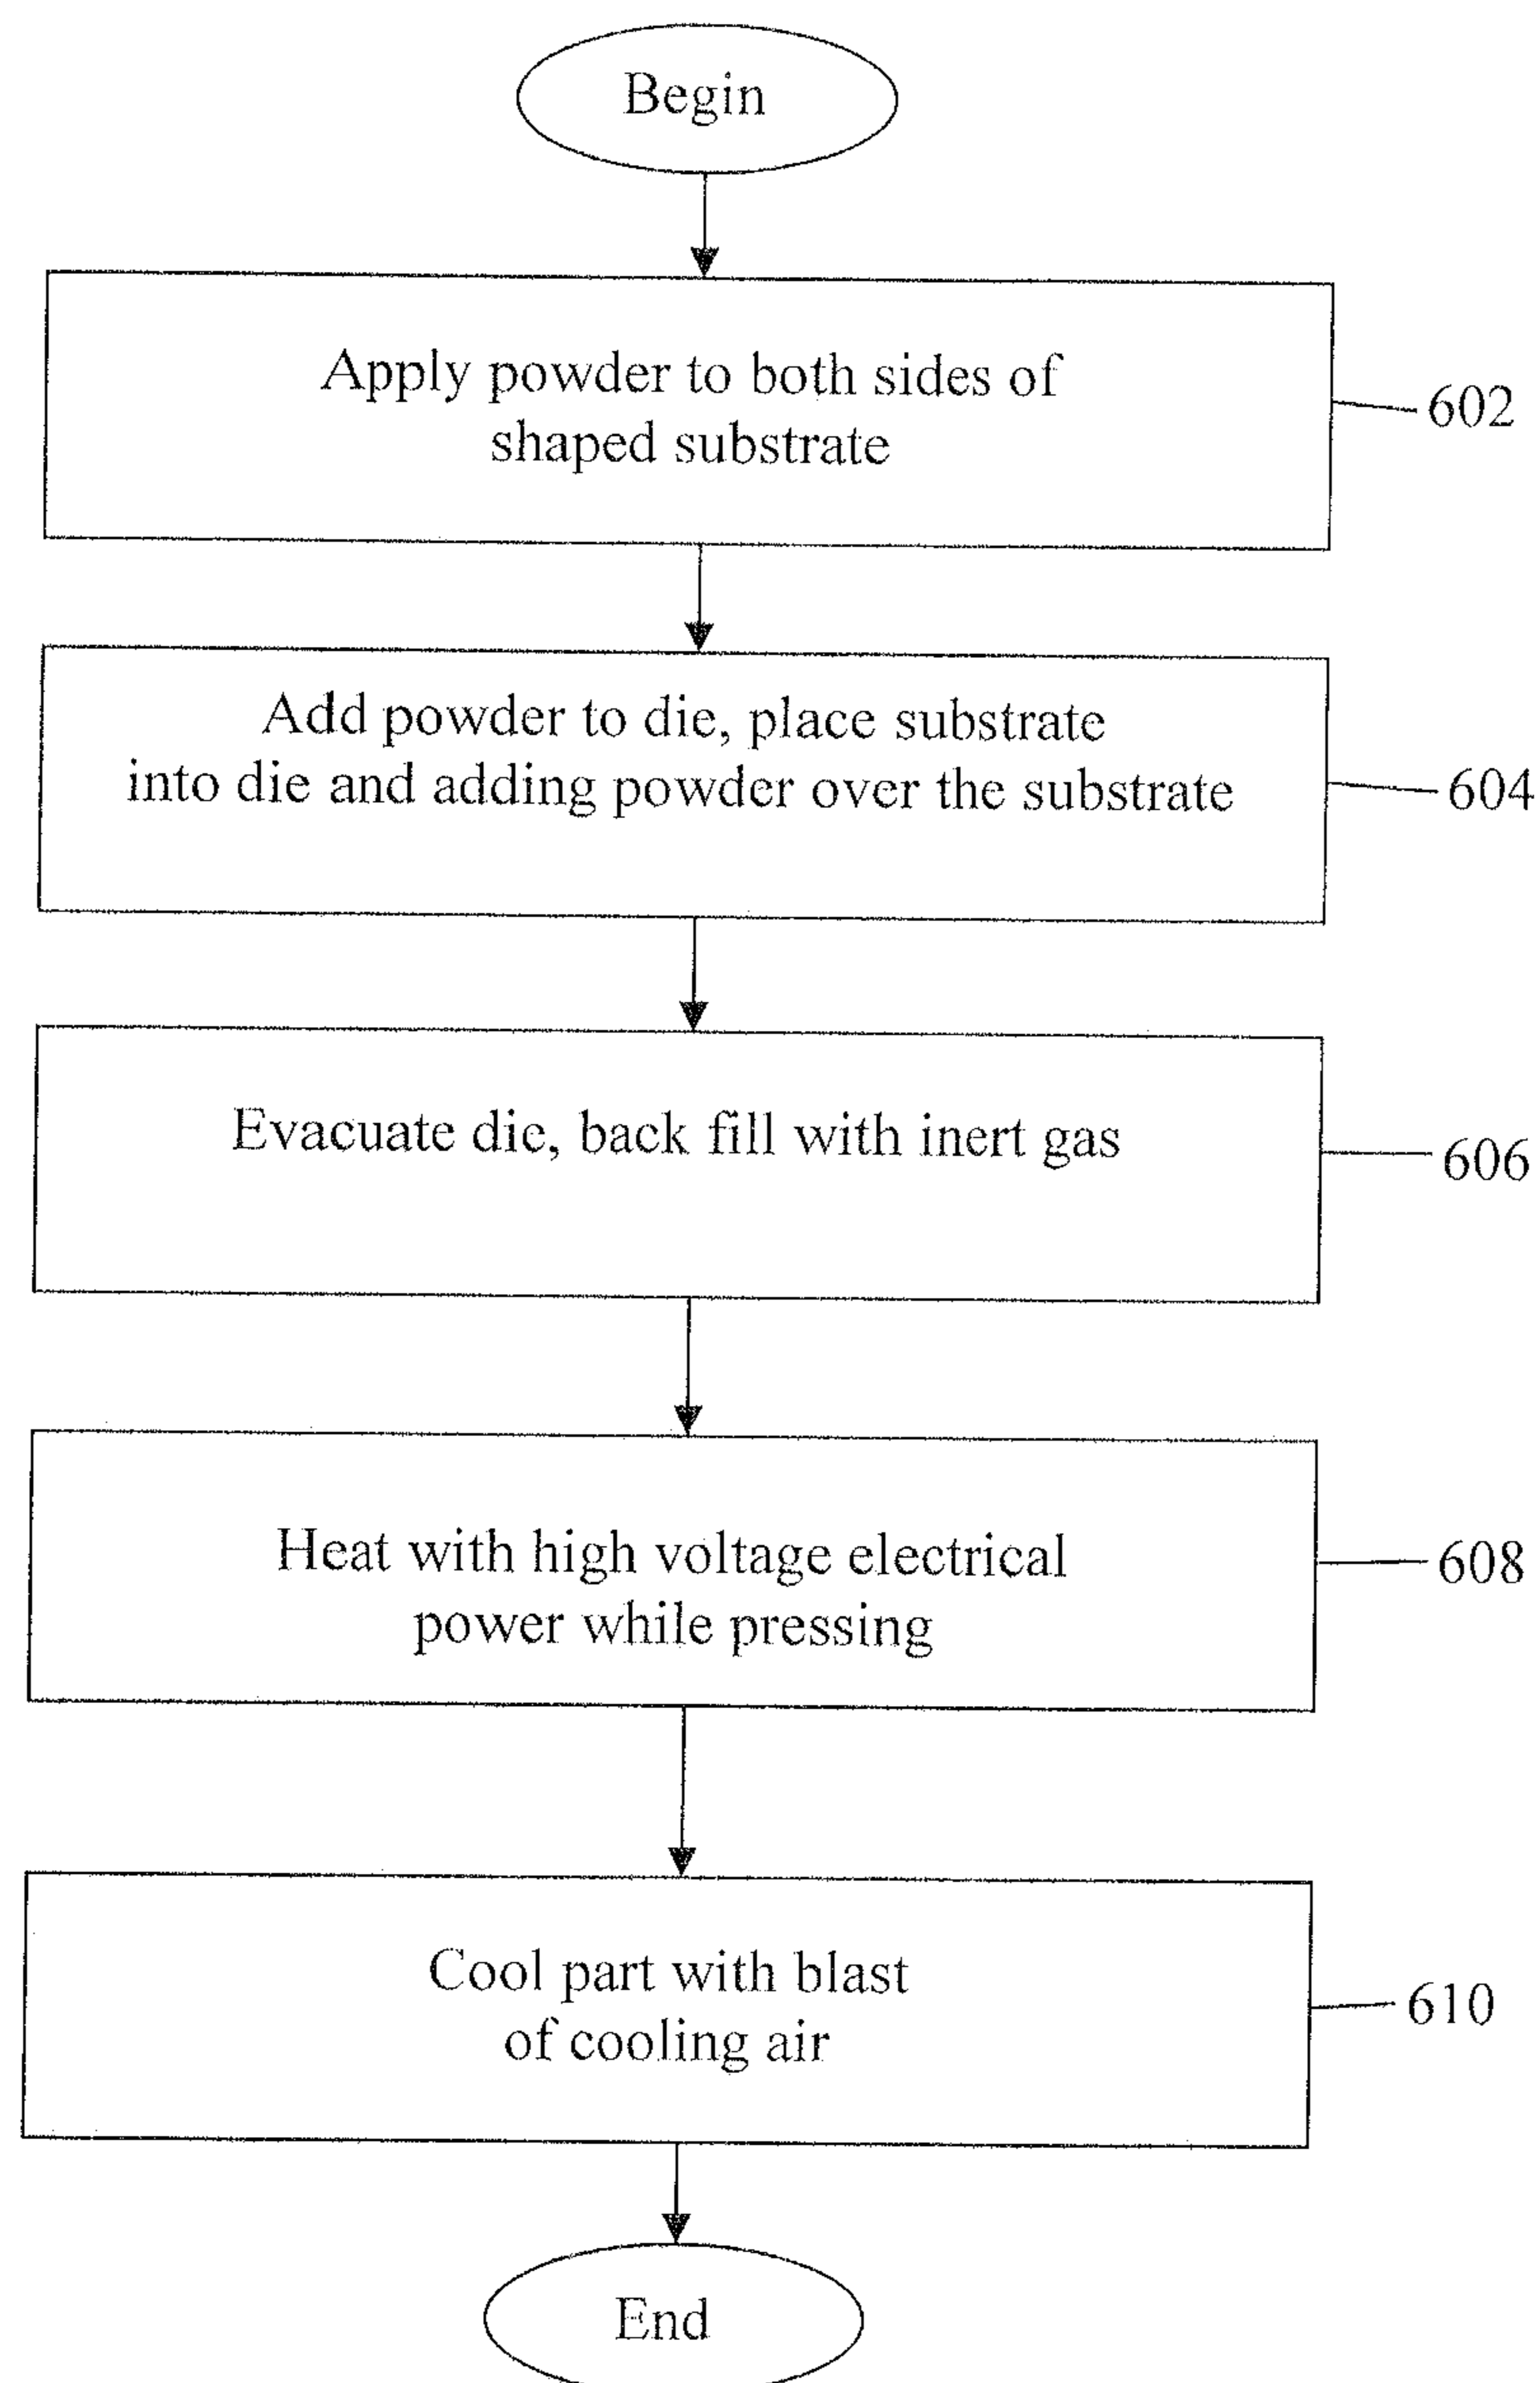 Begin
Apply powder to both sides of
shaped substrate
602
Add powder to die, place substrate
into die and adding powder over the substrate
604
Evacuate die, back fill with inert gas
606
Heat with high voltage electrical
power while pressing
608
Cool part with blast
of cooling air
610
End